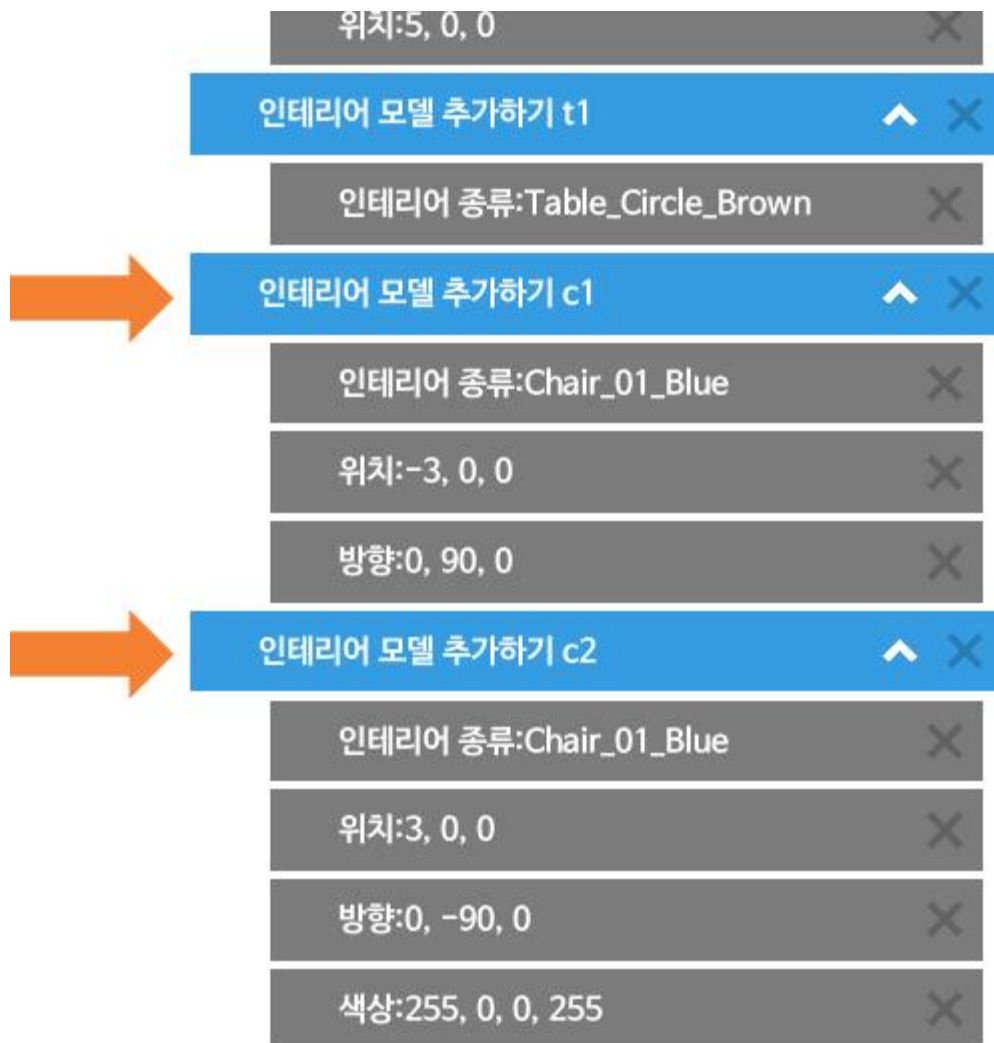 위치:5, 0, 0
인테리어 모델 추가하기 t1
인테리어 종류:Table_Circle_Brown
인테리어 모델 추가하기 c1
인테리어 종류:Chair_01_Blue
위치:-3, 0, 0
방향:0, 90, 0
인테리어 모델 추가하기 c2
인테리어 종류:Chair_01_Blue
위치:3, 0, 0
방향:0, -90, 0
색상:255, 0, 0, 255